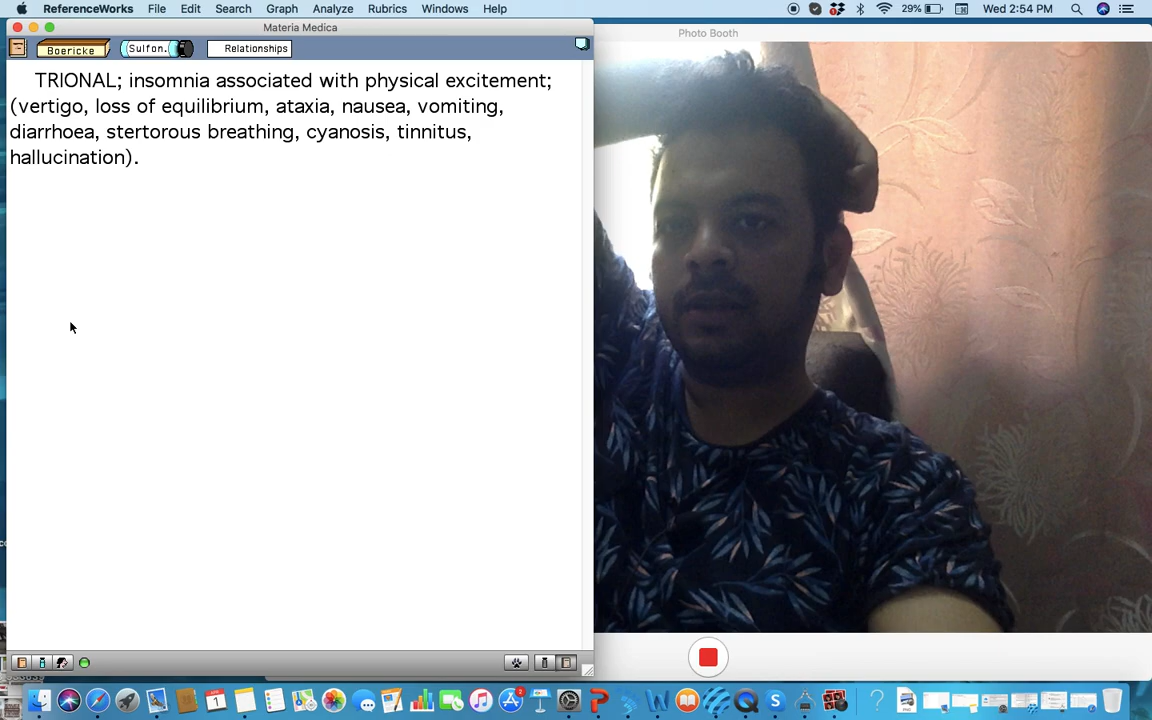 ReferenceWorks File Edit Search Graph Analyze Rubrics Windows Help 29% Wed 2:54 PM
Materia Medica
Photo Booth
Boericke Sulfon. Relationships
TRIONAL; insomnia associated with physical excitement;
(vertigo, loss of equilibrium, ataxia, nausea, vomiting,
diarrhoea, stertorous breathing, cyanosis, tinnitus,
hallucination).